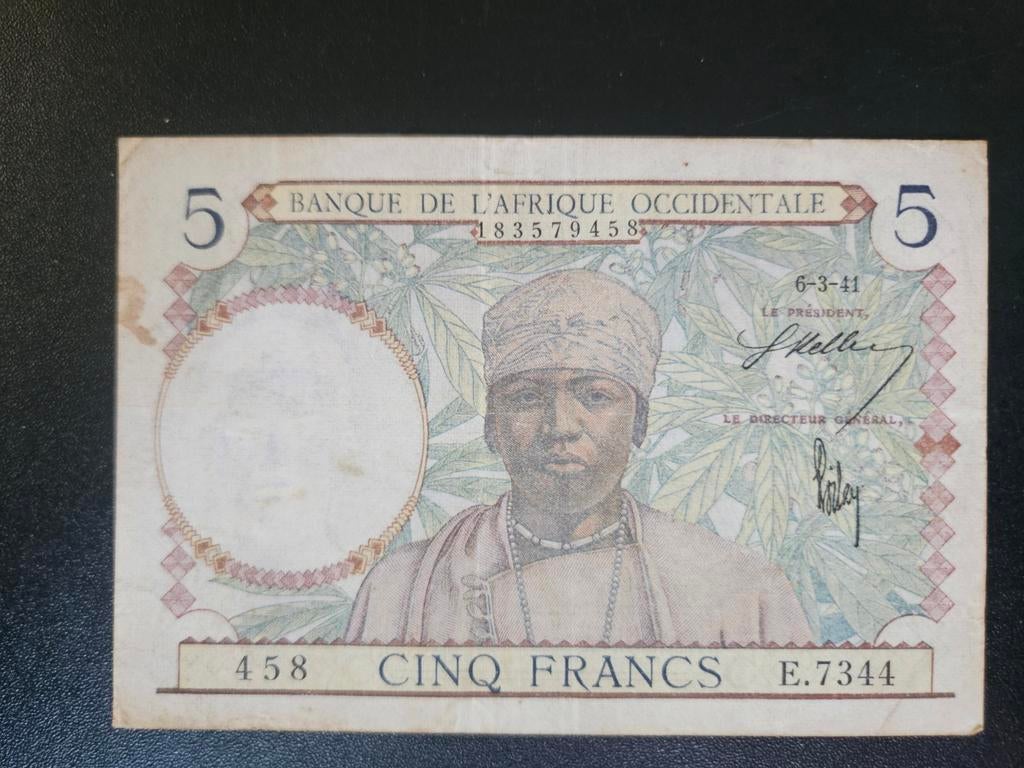 5 BANQUE DE L'AFRIQUE OCCIDENTALE 5
183579458
6-3-41
LE PRÉSIDENT,
LE DIRECTEUR GÉNÉRAL,
458 CINQ FRANCS E.7344